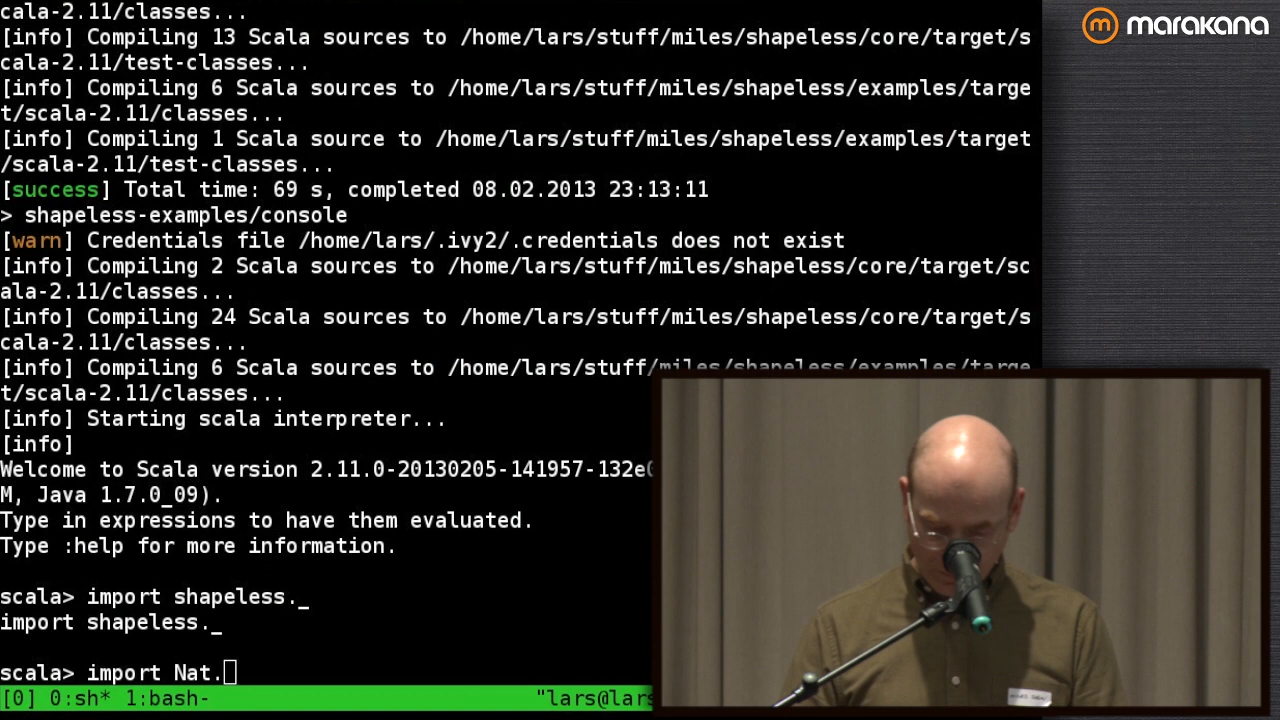 cala-2.11/classes...
[info] Compiling 13 Scala sources to /home/lars/stuff/miles/shapeless/core/target/s
cala-2.11/test-classes...
[info] Compiling 6 Scala sources to /home/lars/stuff/miles/shapeless/examples/targe
t/scala-2.11/classes...
[info] Compiling 1 Scala source to /home/lars/stuff/miles/shapeless/examples/target
/scala-2.11/test-classes...
[success] Total time: 69 s, completed 08.02.2013 23:13:11
> shapeless-examples/console
[warn] Credentials file /home/lars/.ivy2/.credentials does not exist
[info] Compiling 2 Scala sources to /home/lars/stuff/miles/shapeless/core/target/sc
ala-2.11/classes...
[info] Compiling 24 Scala sources to /home/lars/stuff/miles/shapeless/core/target/s
cala-2.11/classes...
[info] Compiling 6 Scala sources to /home/lars/stuff/miles/shapeless/examples/targe
t/scala-2.11/classes...
[info] Starting scala interpreter...
[info]
Welcome to Scala version 2.11.0-20130205-141957-132e0
M, Java 1.7.0_09).
Type in expressions to have them evaluated.
Type :help for more information.
scala> import shapeless._
import shapeless._
scala> import Nat.
[0] 0:sh* 1:bash- "lars@lars
m marakana